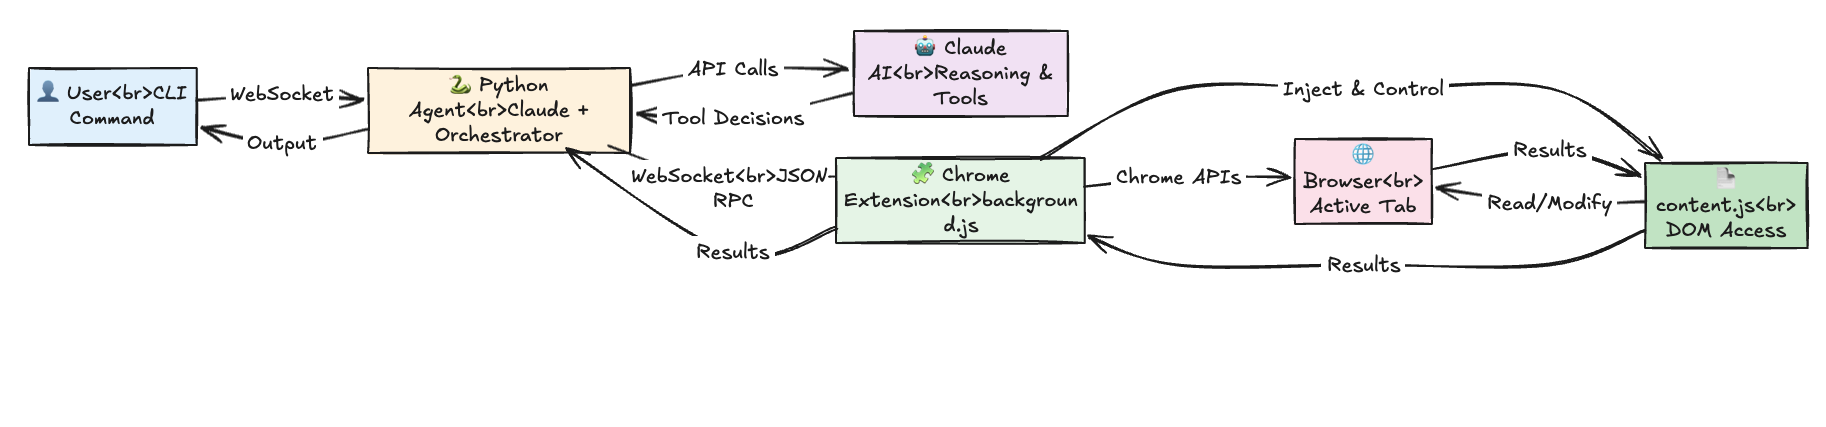 👤 User<br>CLI
Command
WebSocket
Output
🐍 Python
Agent<br>Claude +
Orchestrator
API Calls
Tool Decisions
🤖 Claude
AI<br>Reasoning &
Tools
WebSocket<br>JSON-
RPC
Results
🧩 Chrome
Extension<br>backgroun
d.js
Inject & Control
Chrome APIs
🌐
Browser<br>
Active Tab
Results
Read/Modify
📄
content.js<br>
DOM Access
Results